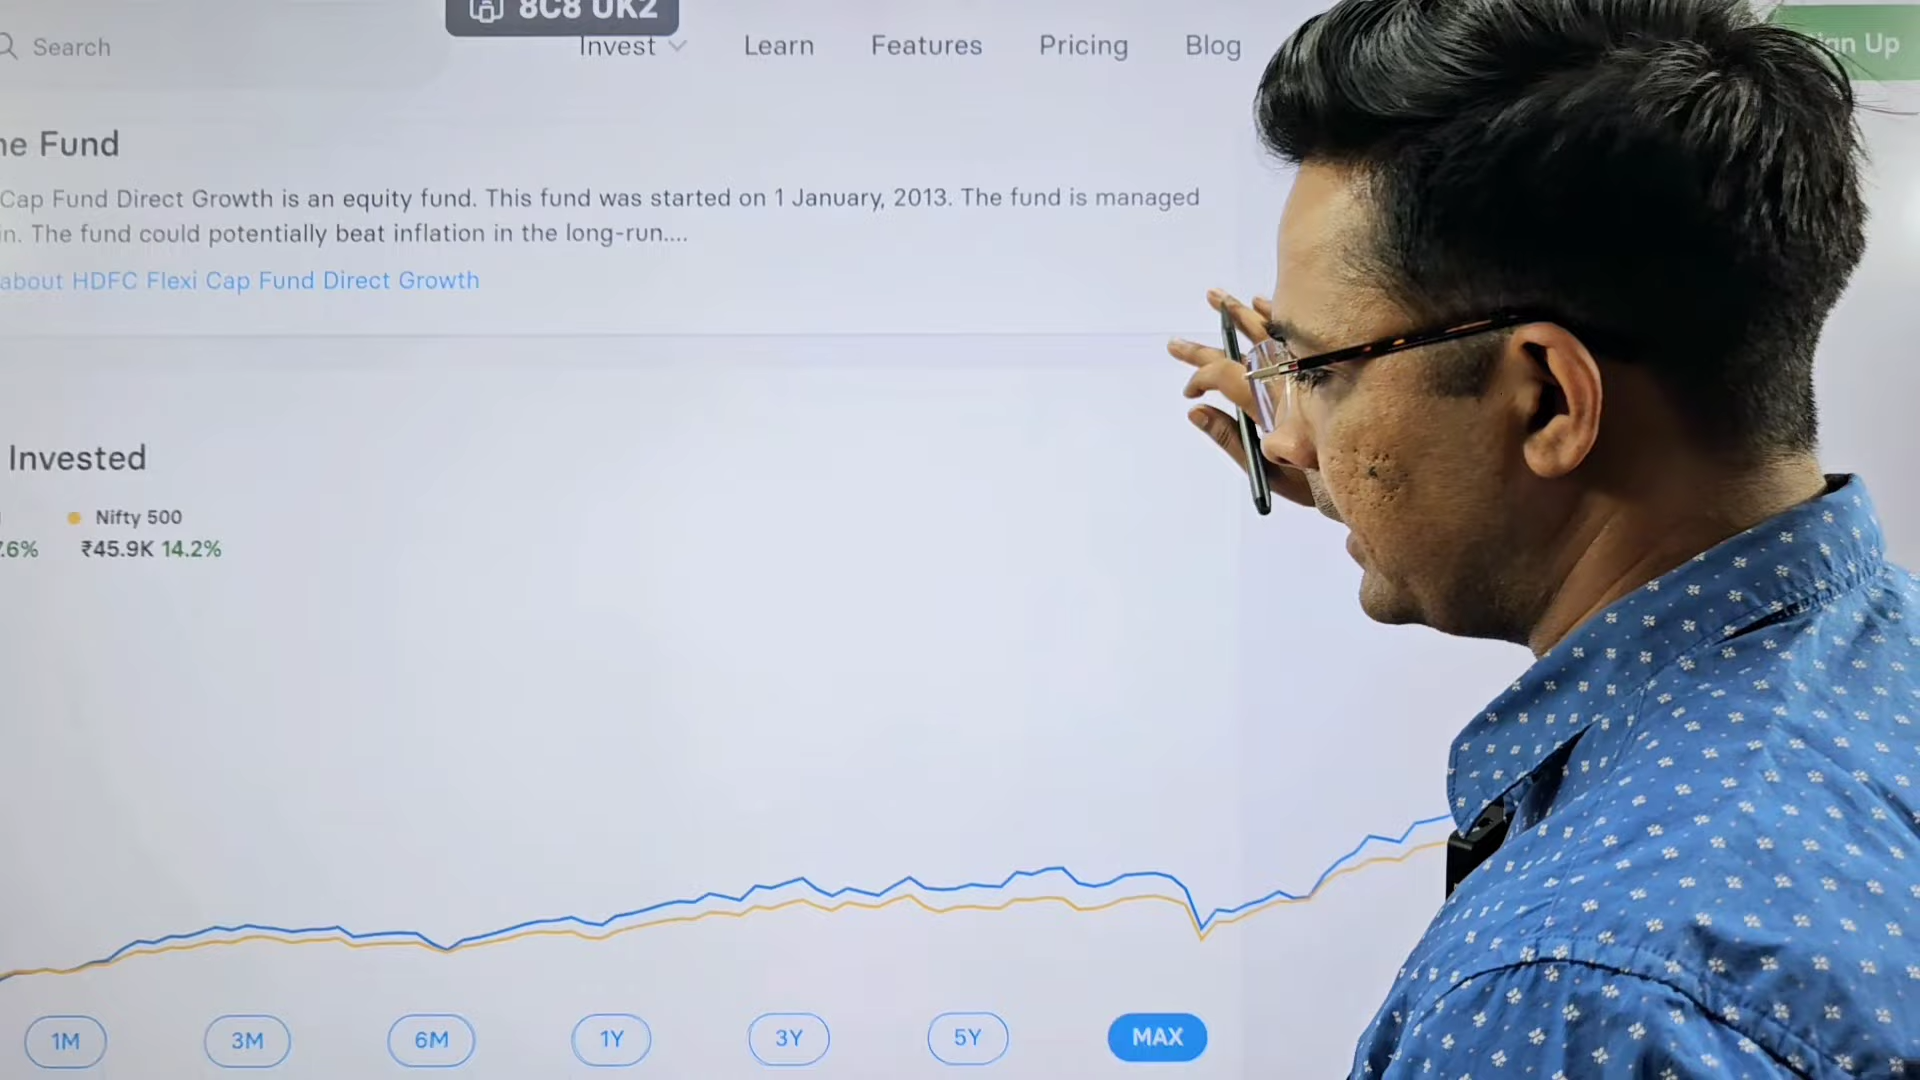 8C8 UK2
Search
Invest
Learn
Features
Pricing
Blog
Sign Up
he Fund
Cap Fund Direct Growth is an equity fund. This fund was started on 1 January, 2013. The fund is managed
in. The fund could potentially beat inflation in the long-run....
about HDFC Flexi Cap Fund Direct Growth
Invested
Nifty 500
7.6%
₹45.9K 14.2%
1M
3M
6M
1Y
3Y
5Y
MAX